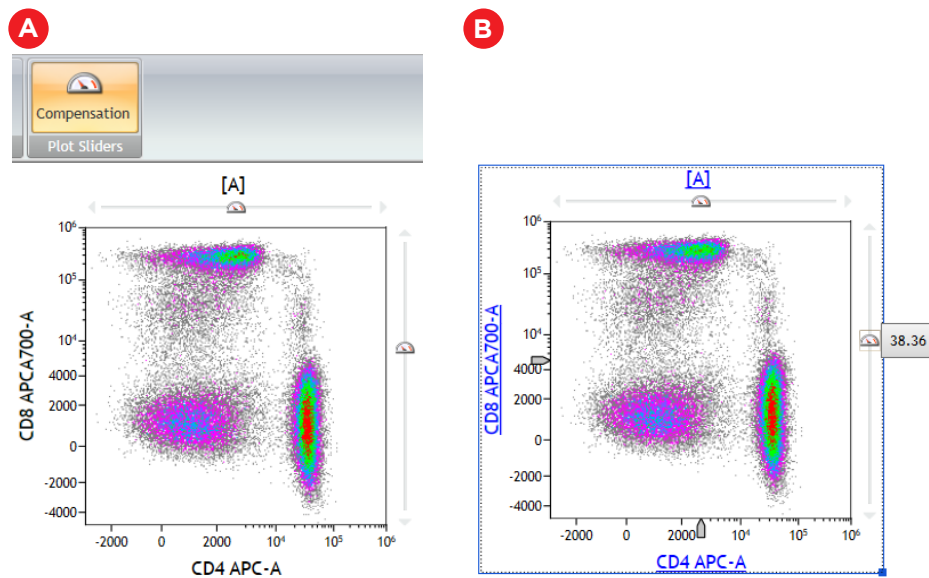 A
Compensation
Plot Sliders
[A]
CD8 APCA700-A
10⁶
10⁵
10⁴
4000
2000
0
-2000
-4000
-2000 0 2000 10⁴ 10⁵ 10⁶
CD4 APC-A
B
[A]
CD8 APCA700-A
10⁶
10⁵
10⁴
4000
2000
0
-2000
-4000
38.36
-2000 0 2000 10⁴ 10⁵ 10⁶
CD4 APC-A